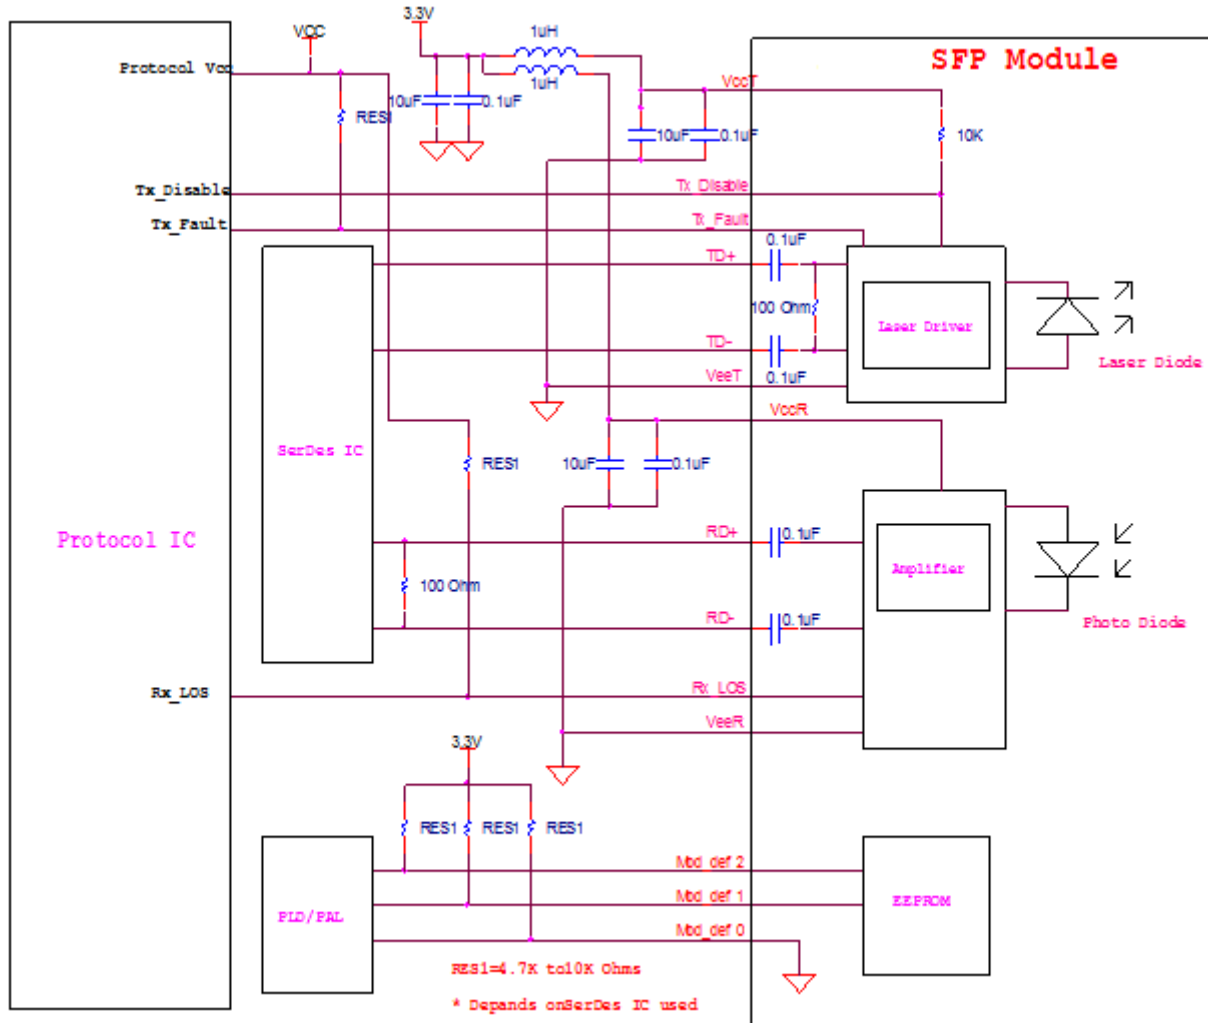 3.3V
VCC
1uH
SFP Module
Protocol Vcc
1uH
VccT
10uF
0.1uF
RES1
10uF
0.1uF
10K
Tx_Disable
Tx_Disable
Tx_Fault
Tx_Fault
0.1uF
TD+
100 Ohm
Laser Driver
TD-
Laser Diode
VeeT
0.1uF
VccR
SerDes IC
RES1
10uF
0.1uF
Protocol IC
RD+
0.1uF
Amplifier
100 Ohm
RD-
0.1uF
Photo Diode
Rx_LOS
Rx_LOS
VeeR
3.3V
RES1
RES1
RES1
Mod_def 2
Mod_def 1
EEPROM
PLD/PAL
Mod_def 0
RES1=4.7K to10K Ohms
* Depands onSerDes IC used